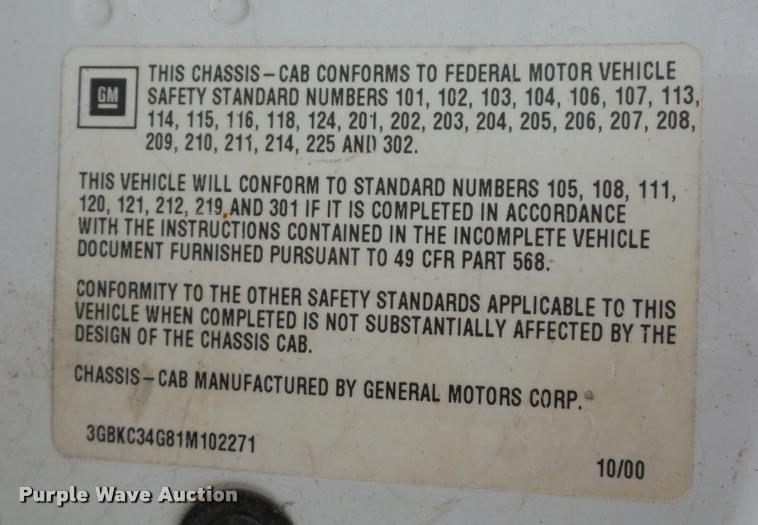 GM
THIS CHASSIS-CAB CONFORMS TO FEDERAL MOTOR VEHICLE
SAFETY STANDARD NUMBERS 101, 102, 103, 104, 106, 107, 113,
114, 115, 116, 118, 124, 201, 202, 203, 204, 205, 206, 207, 208,
209, 210, 211, 214, 225 AND 302.
THIS VEHICLE WILL CONFORM TO STANDARD NUMBERS 105, 108, 111,
120, 121, 212, 219, AND 301 IF IT IS COMPLETED IN ACCORDANCE
WITH THE INSTRUCTIONS CONTAINED IN THE INCOMPLETE VEHICLE
DOCUMENT FURNISHED PURSUANT TO 49 CFR PART 568.
CONFORMITY TO THE OTHER SAFETY STANDARDS APPLICABLE TO THIS
VEHICLE WHEN COMPLETED IS NOT SUBSTANTIALLY AFFECTED BY THE
DESIGN OF THE CHASSIS CAB.
CHASSIS-CAB MANUFACTURED BY GENERAL MOTORS CORP.
3GBKC34G81M102271
10/00
Purple Wave Auction